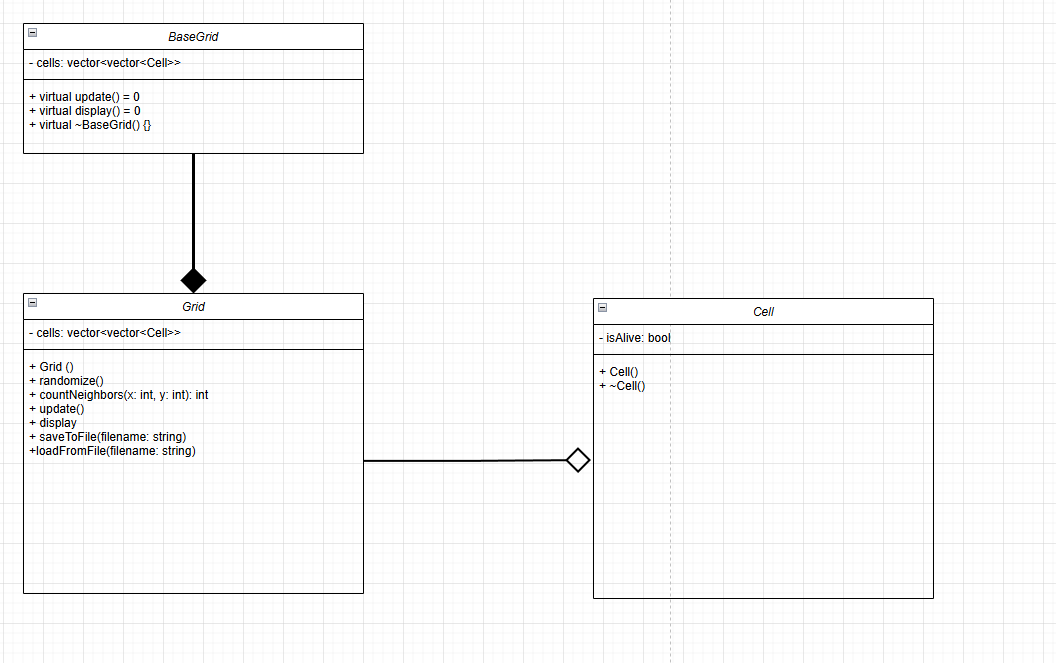 BaseGrid
- cells: vector<vector<Cell>>
+ virtual update() = 0
+ virtual display() = 0
+ virtual ~BaseGrid() {}
Grid
- cells: vector<vector<Cell>>
+ Grid ()
+ randomize()
+ countNeighbors(x: int, y: int): int
+ update()
+ display
+ saveToFile(filename: string)
+loadFromFile(filename: string)
Cell
- isAlive: bool
+ Cell()
+ ~Cell()